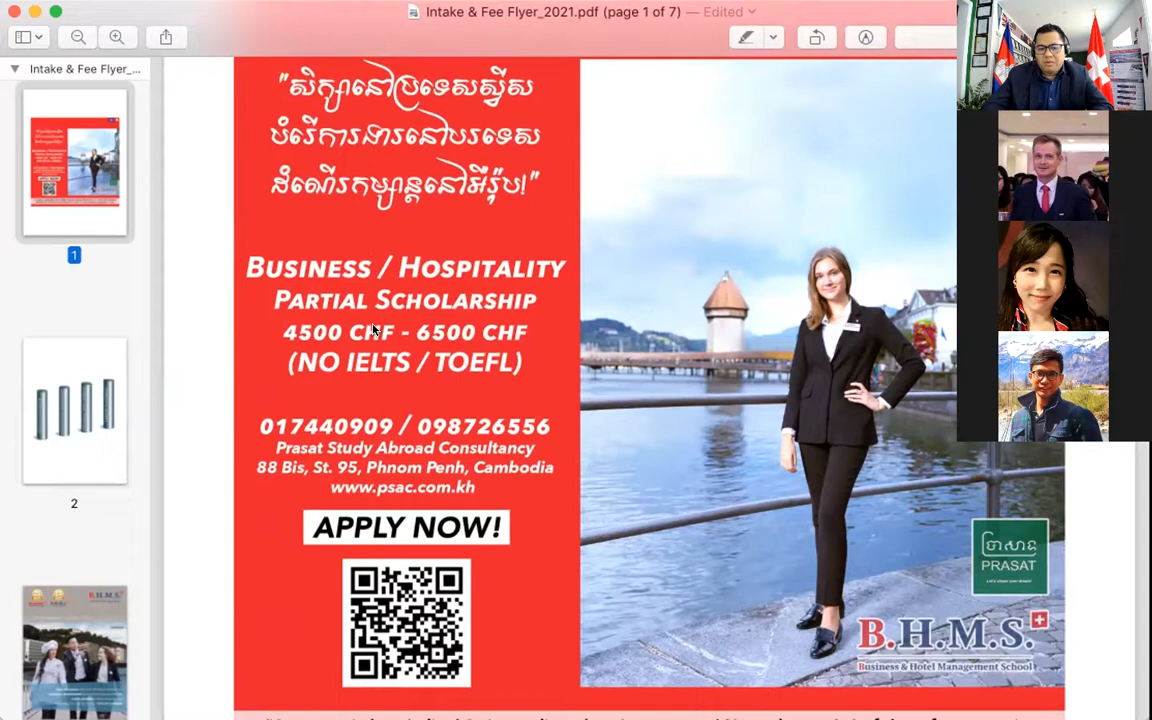 Intake & Fee Flyer_2021.pdf (page 1 of 7) — Edited
Intake & Fee Flyer_...
1
2
"សិក្សានៅប្រទេសស្វីស
បំរើការងារនៅបរទេស
ដំណើរកម្សាន្តនៅអឺរ៉ុប!"
BUSINESS / HOSPITALITY
PARTIAL SCHOLARSHIP
4500 CHF - 6500 CHF
(NO IELTS / TOEFL)
017440909 / 098726556
Prasat Study Abroad Consultancy
88 Bis, St. 95, Phnom Penh, Cambodia
www.psac.com.kh
APPLY NOW!
ប្រាសាទ
PRASAT
B.H.M.S.
Business & Hotel Management School
B.H.M.S.